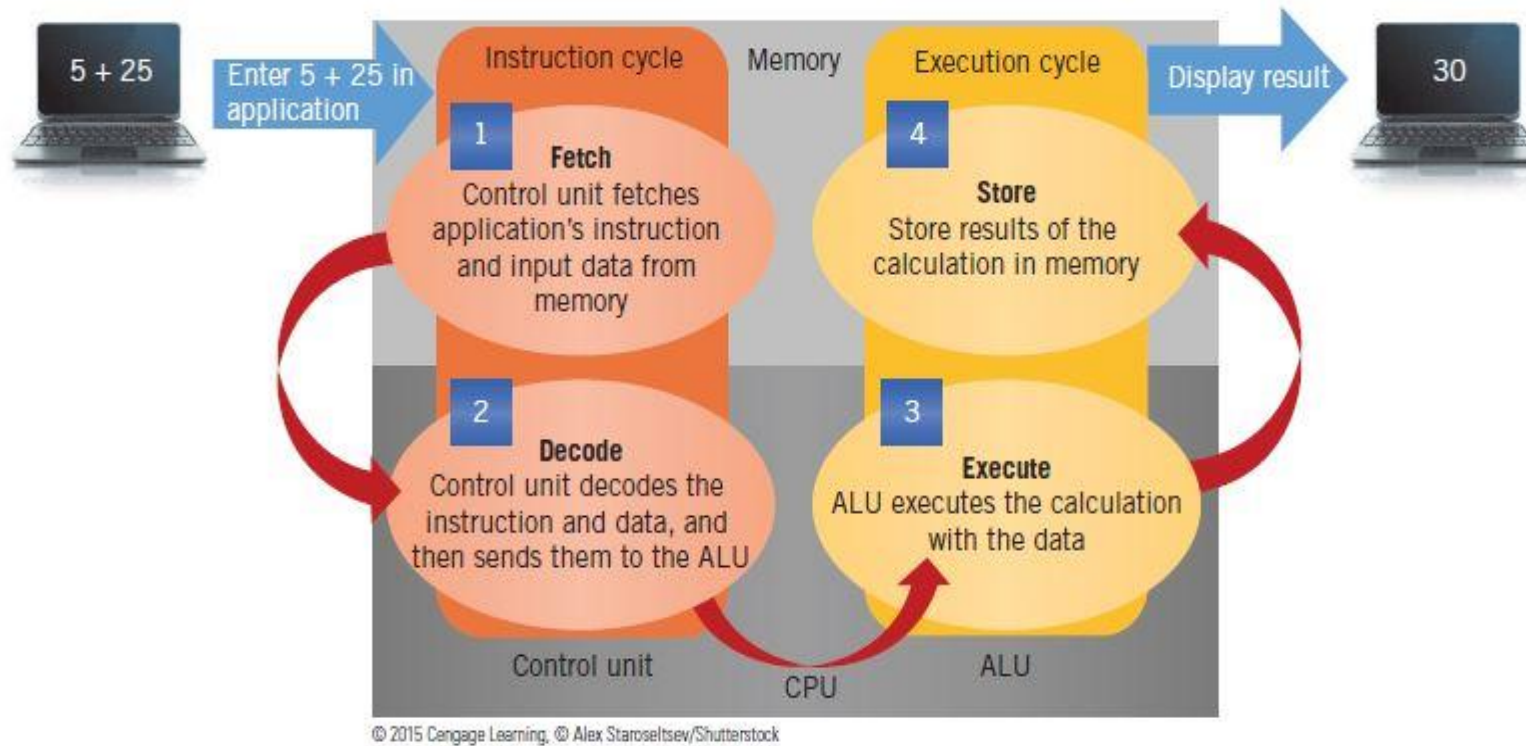 5 + 25
Enter 5 + 25 in
application
Instruction cycle
Memory
Execution cycle
Display result
30
1
Fetch
Control unit fetches
application’s instruction
and input data from
memory
2
Decode
Control unit decodes the
instruction and data, and
then sends them to the ALU
3
Execute
ALU executes the calculation
with the data
4
Store
Store results of the
calculation in memory
Control unit
CPU
ALU
© 2015 Cengage Learning, © Alex Staroseltsev/Shutterstock